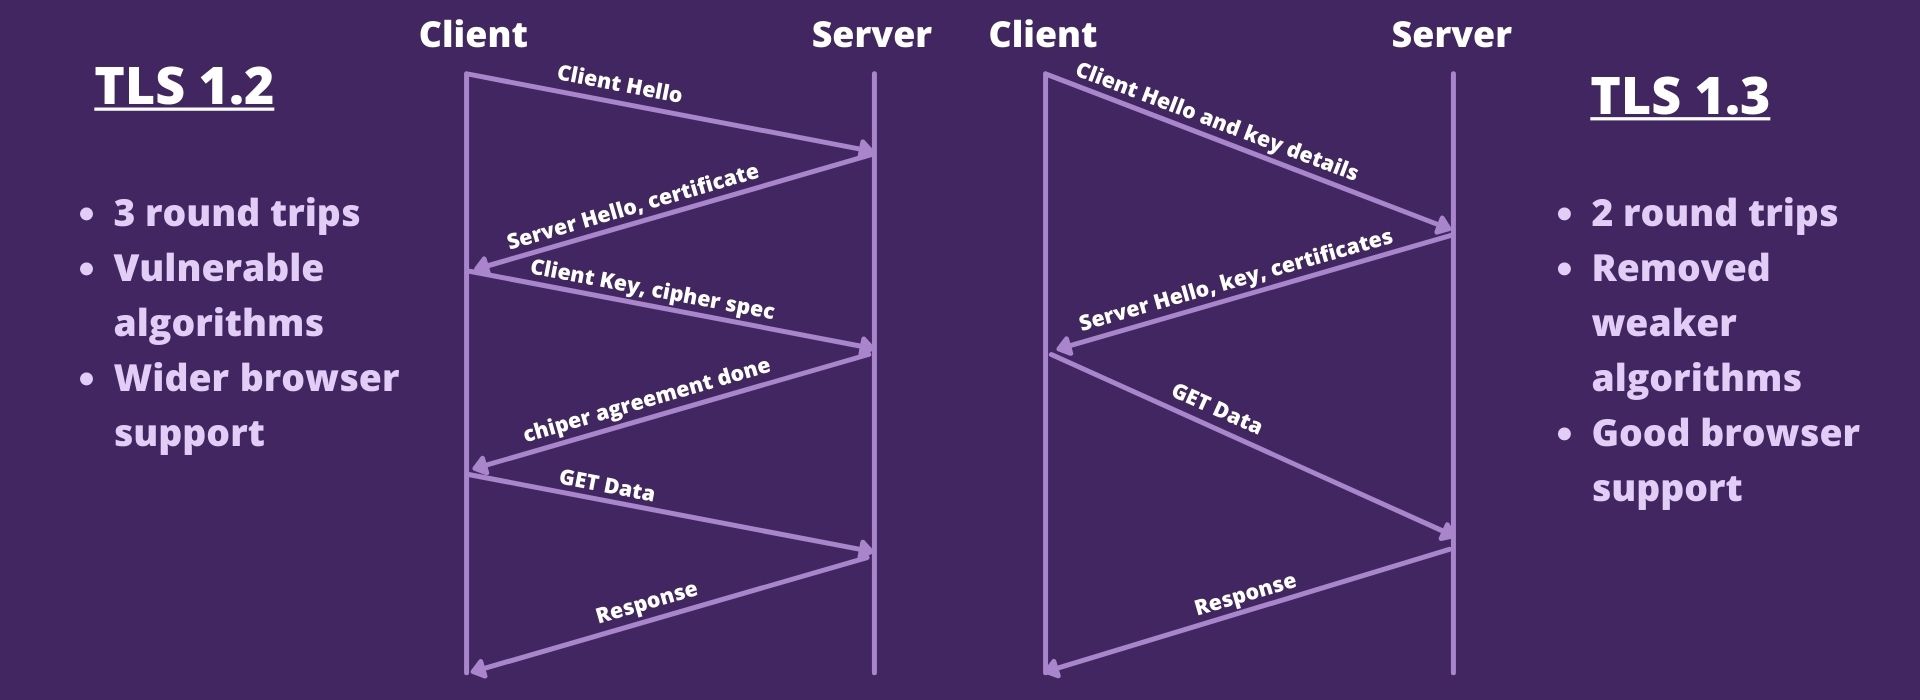 TLS 1.2
3 round trips
Vulnerable
algorithms
Wider browser
support
Client
Server
Client Hello
Server Hello, certificate
Client Key, cipher spec
chiper agreement done
GET Data
Response
Client
Server
Client Hello and key details
Server Hello, key, certificates
GET Data
Response
TLS 1.3
2 round trips
Removed
weaker
algorithms
Good browser
support